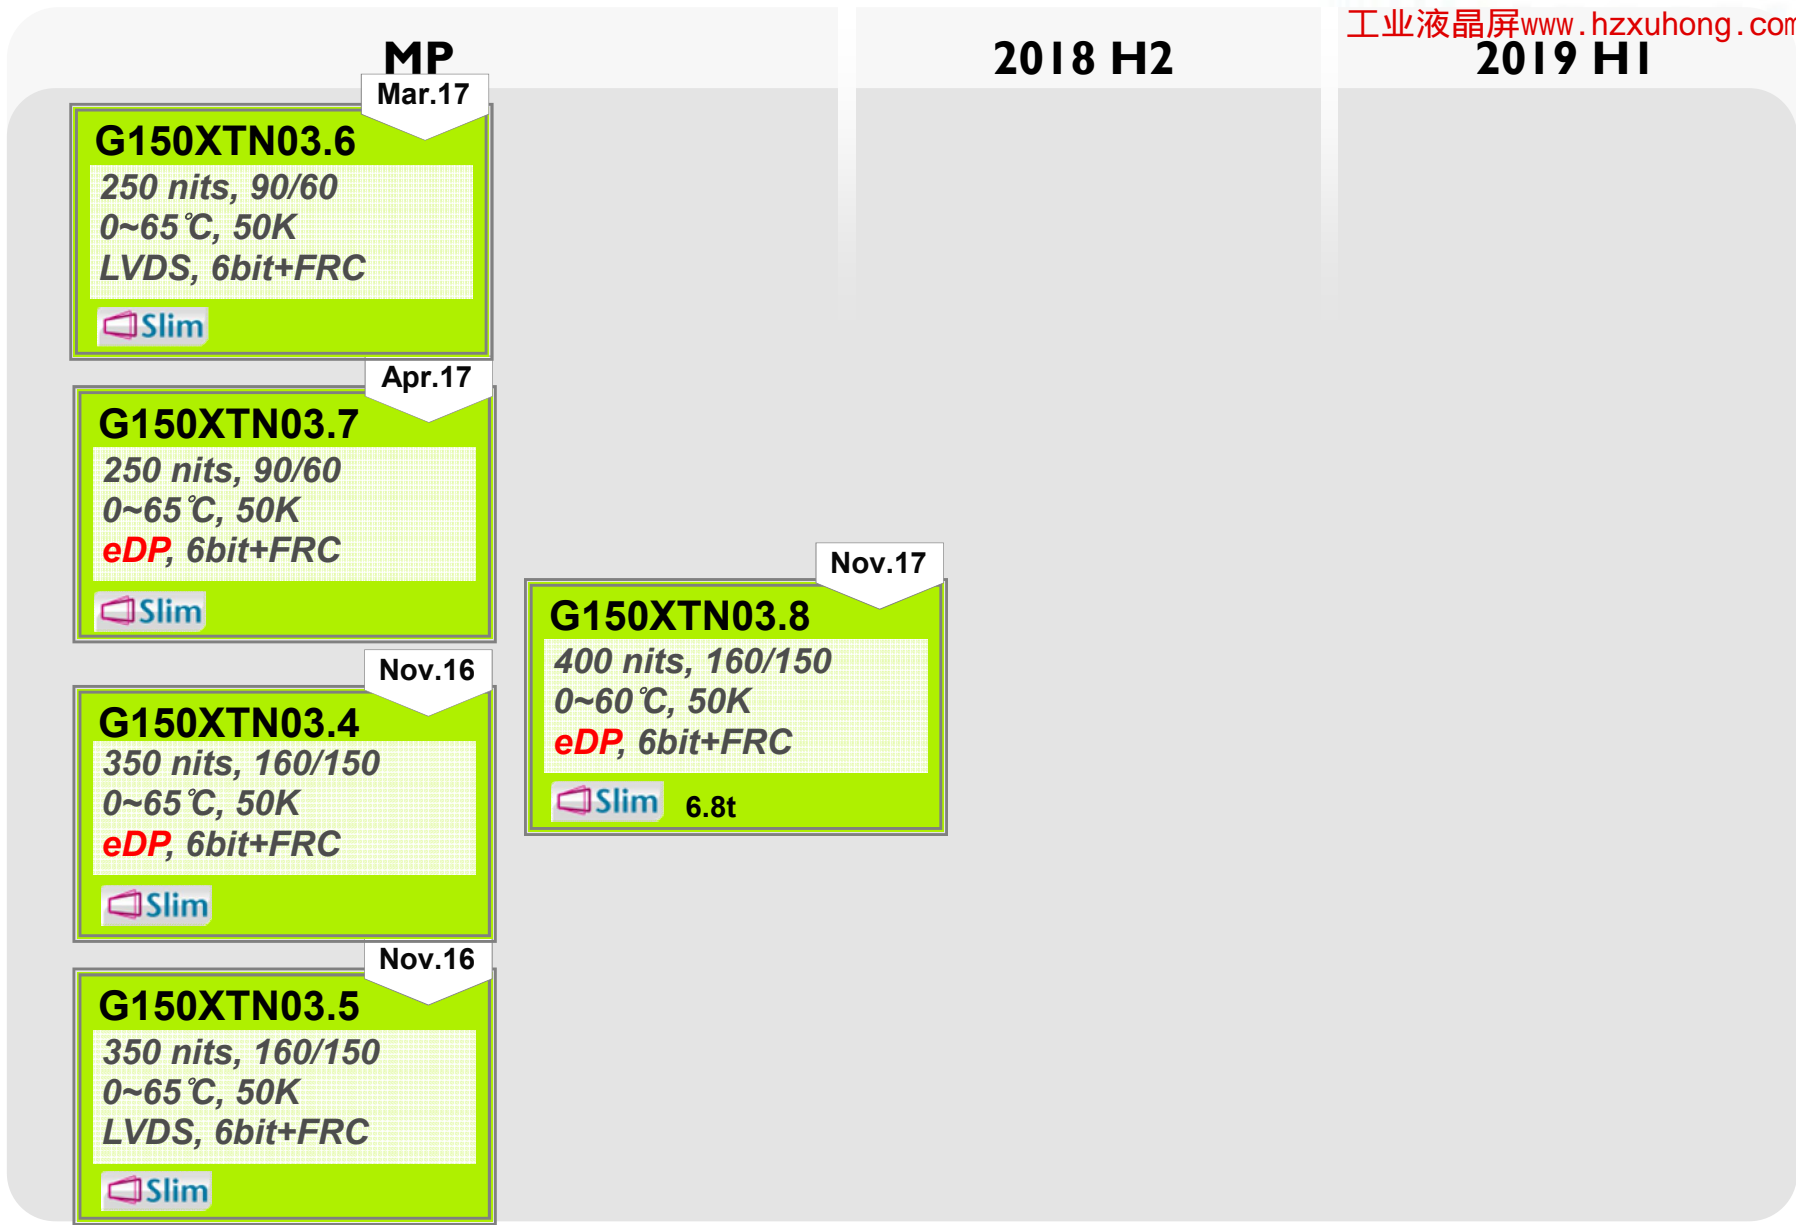 工业液晶屏www.hzxuhong.com
MP
2018 H2
2019 H1
Mar.17
G150XTN03.6
250 nits, 90/60
0~65℃, 50K
LVDS, 6bit+FRC
Slim
Apr.17
G150XTN03.7
250 nits, 90/60
0~65℃, 50K
eDP, 6bit+FRC
Slim
Nov.16
G150XTN03.4
350 nits, 160/150
0~65℃, 50K
eDP, 6bit+FRC
Slim
Nov.16
G150XTN03.5
350 nits, 160/150
0~65℃, 50K
LVDS, 6bit+FRC
Slim
Nov.17
G150XTN03.8
400 nits, 160/150
0~60℃, 50K
eDP, 6bit+FRC
Slim 6.8t